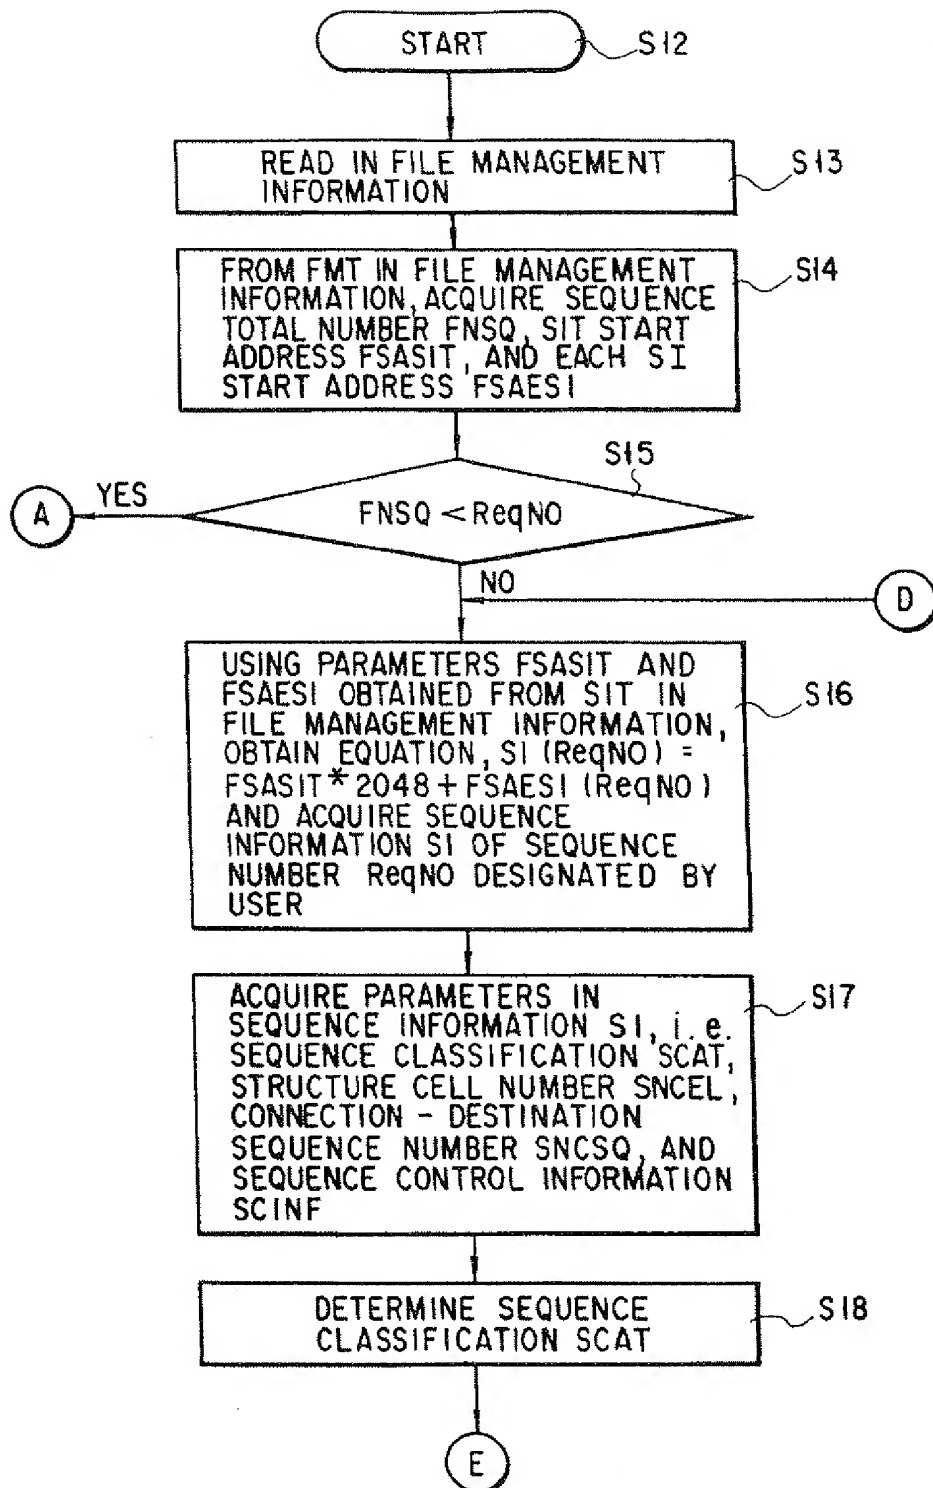 START
S12
READ IN FILE MANAGEMENT
INFORMATION
S13
FROM FMT IN FILE MANAGEMENT
INFORMATION, ACQUIRE SEQUENCE
TOTAL NUMBER FNSQ, SIT START
ADDRESS FSASIT, AND EACH SI
START ADDRESS FSAESI
S14
S15
FNSQ < ReqNO
YES
A
NO
D
USING PARAMETERS FSASIT AND
FSAESI OBTAINED FROM SIT IN
FILE MANAGEMENT INFORMATION,
OBTAIN EQUATION, SI (ReqNO) =
FSASIT * 2048 + FSAESI (ReqNO)
AND ACQUIRE SEQUENCE
INFORMATION SI OF SEQUENCE
NUMBER ReqNO DESIGNATED BY
USER
S16
ACQUIRE PARAMETERS IN
SEQUENCE INFORMATION SI, i.e.
SEQUENCE CLASSIFICATION SCAT,
STRUCTURE CELL NUMBER SNCEL,
CONNECTION - DESTINATION
SEQUENCE NUMBER SNCSQ, AND
SEQUENCE CONTROL INFORMATION
SCINF
S17
DETERMINE SEQUENCE
CLASSIFICATION SCAT
S18
E